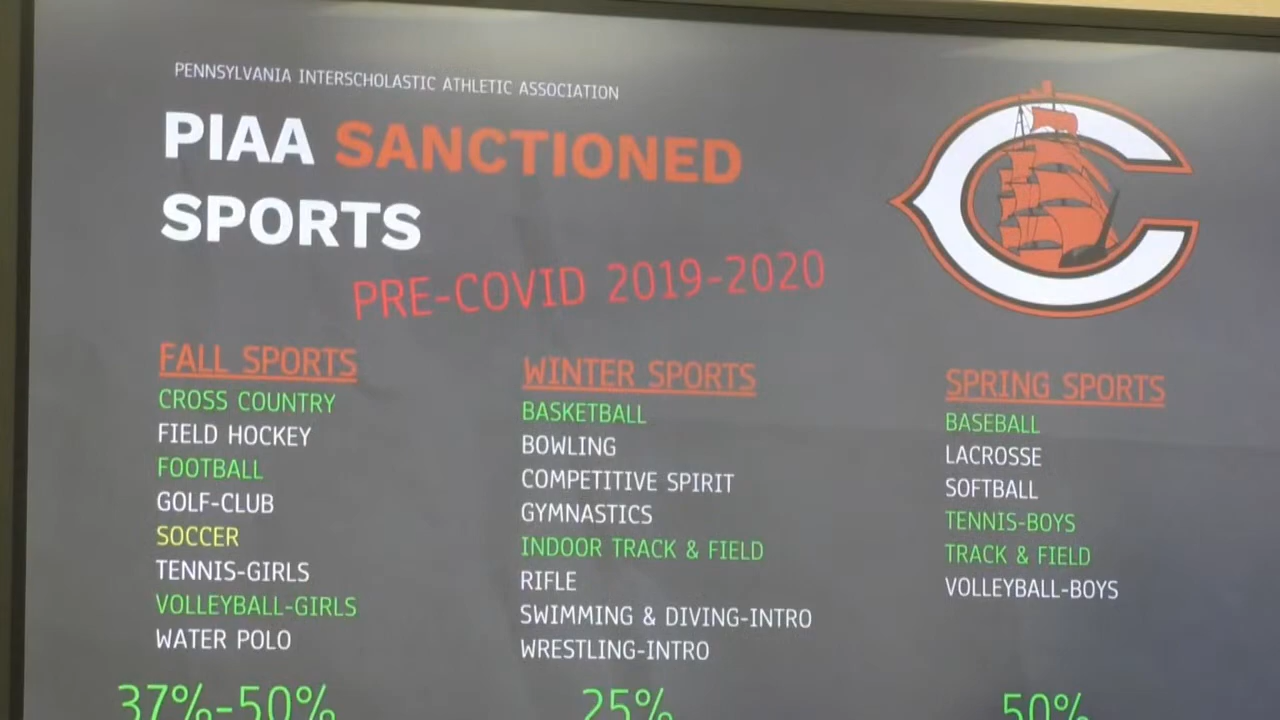 PENNSYLVANIA INTERSCHOLASTIC ATHLETIC ASSOCIATION
PIAA SANCTIONED
SPORTS
PRE-COVID 2019-2020
FALL SPORTS
CROSS COUNTRY
FIELD HOCKEY
FOOTBALL
GOLF-CLUB
SOCCER
TENNIS-GIRLS
VOLLEYBALL-GIRLS
WATER POLO
37%-50%
WINTER SPORTS
BASKETBALL
BOWLING
COMPETITIVE SPIRIT
GYMNASTICS
INDOOR TRACK & FIELD
RIFLE
SWIMMING & DIVING-INTRO
WRESTLING-INTRO
25%
SPRING SPORTS
BASEBALL
LACROSSE
SOFTBALL
TENNIS-BOYS
TRACK & FIELD
VOLLEYBALL-BOYS
50%